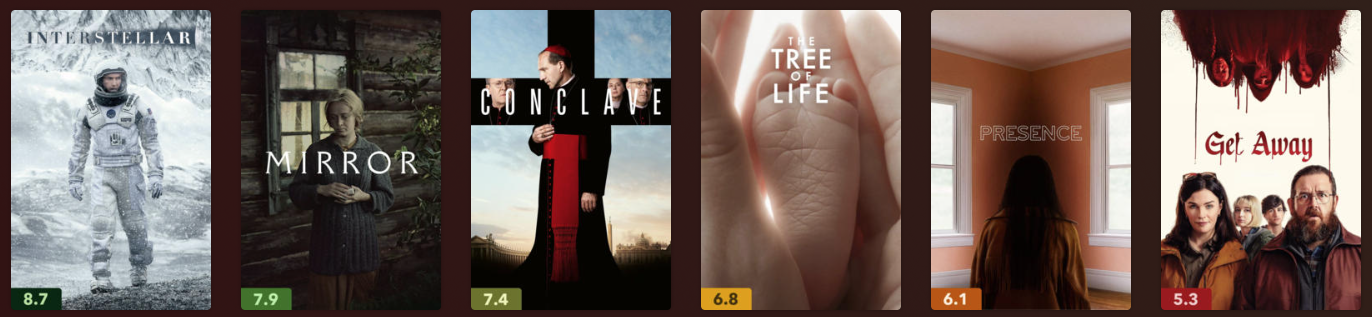 INTERSTELLAR
MIRROR
CONCLAVE
THE
TREE
OF
LIFE
PRESENCE
Get Away
8.7
7.9
7.4
6.8
6.1
5.3